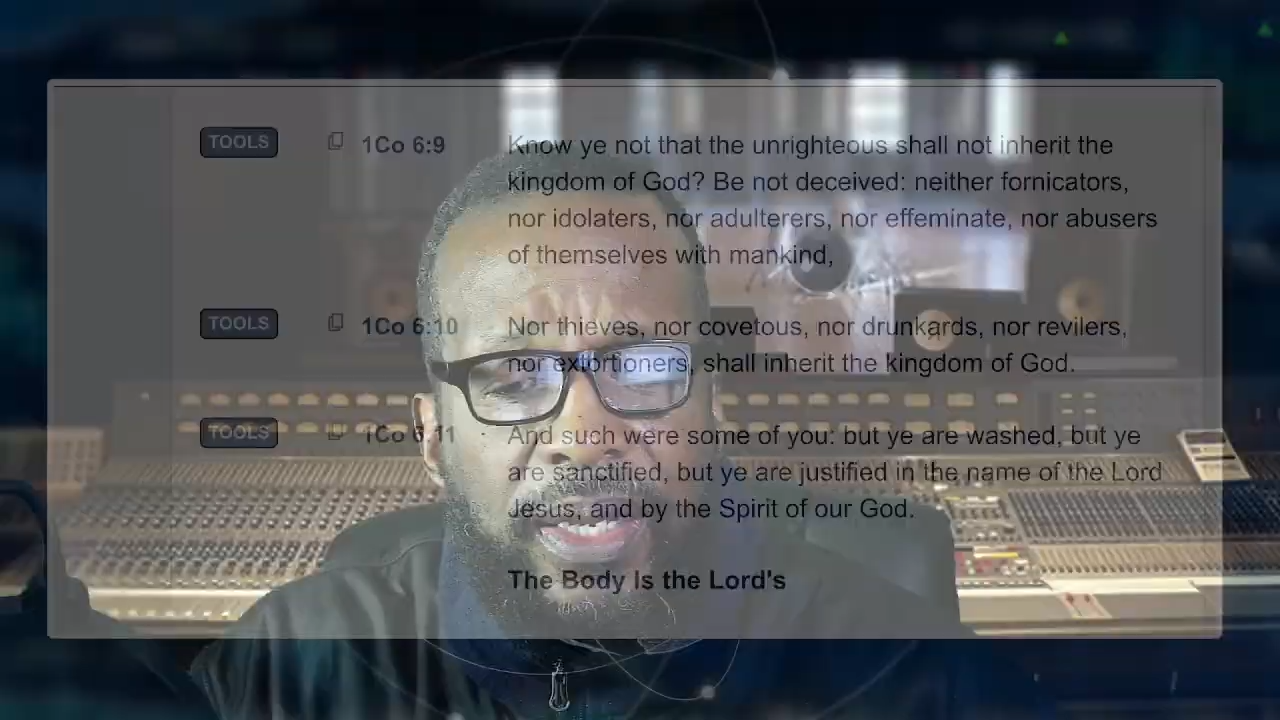 TOOLS 1Co 6:9 Know ye not that the unrighteous shall not inherit the
kingdom of God? Be not deceived: neither fornicators,
nor idolaters, nor adulterers, nor effeminate, nor abusers
of themselves with mankind,
TOOLS 1Co 6:10 Nor thieves, nor covetous, nor drunkards, nor revilers,
nor extortioners, shall inherit the kingdom of God.
TOOLS 1Co 6:11 And such were some of you: but ye are washed, but ye
are sanctified, but ye are justified in the name of the Lord
Jesus, and by the Spirit of our God.
The Body Is the Lord's